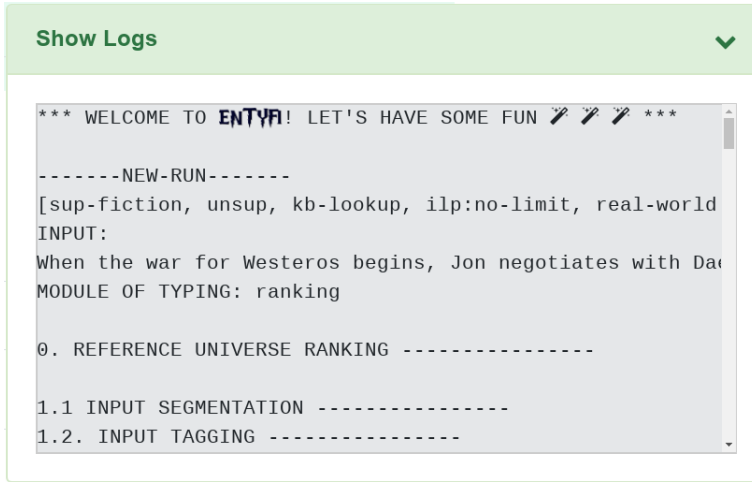 Show Logs
*** WELCOME TO ENTYFI! LET'S HAVE SOME FUN 🪄 🪄 🪄 ***
-------NEW-RUN-------
[sup-fiction, unsup, kb-lookup, ilp:no-limit, real-world
INPUT:
When the war for Westeros begins, Jon negotiates with Dae
MODULE OF TYPING: ranking
0. REFERENCE UNIVERSE RANKING ----------------
1.1 INPUT SEGMENTATION ----------------
1.2. INPUT TAGGING ----------------